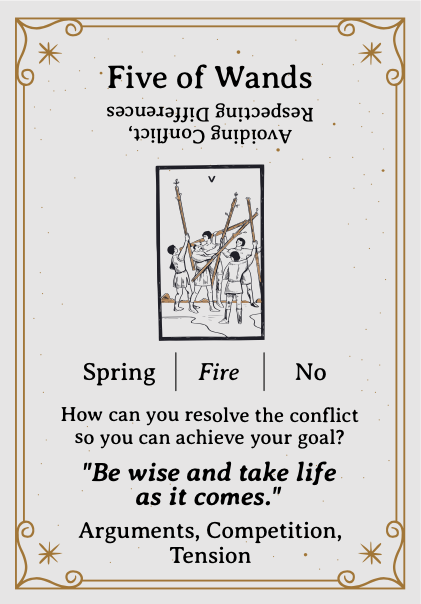 Five of Wands
Avoiding Conflict,
Respecting Differences
V
Spring | Fire | No
How can you resolve the conflict
so you can achieve your goal?
"Be wise and take life
as it comes."
Arguments, Competition,
Tension